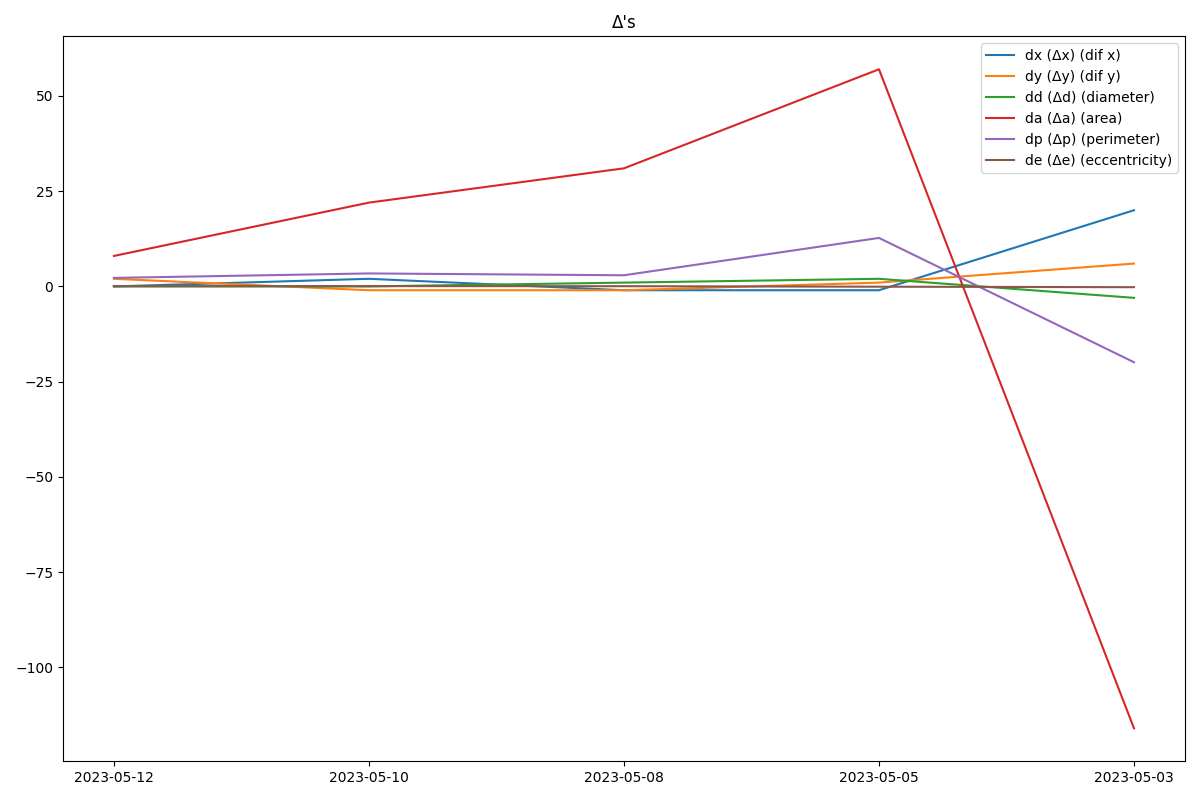 Δ's
dx (Δx) (dif x)
dy (Δy) (dif y)
dd (Δd) (diameter)
da (Δa) (area)
dp (Δp) (perimeter)
de (Δe) (eccentricity)
50
25
0
−25
−50
−75
−100
2023-05-12 2023-05-10 2023-05-08 2023-05-05 2023-05-03